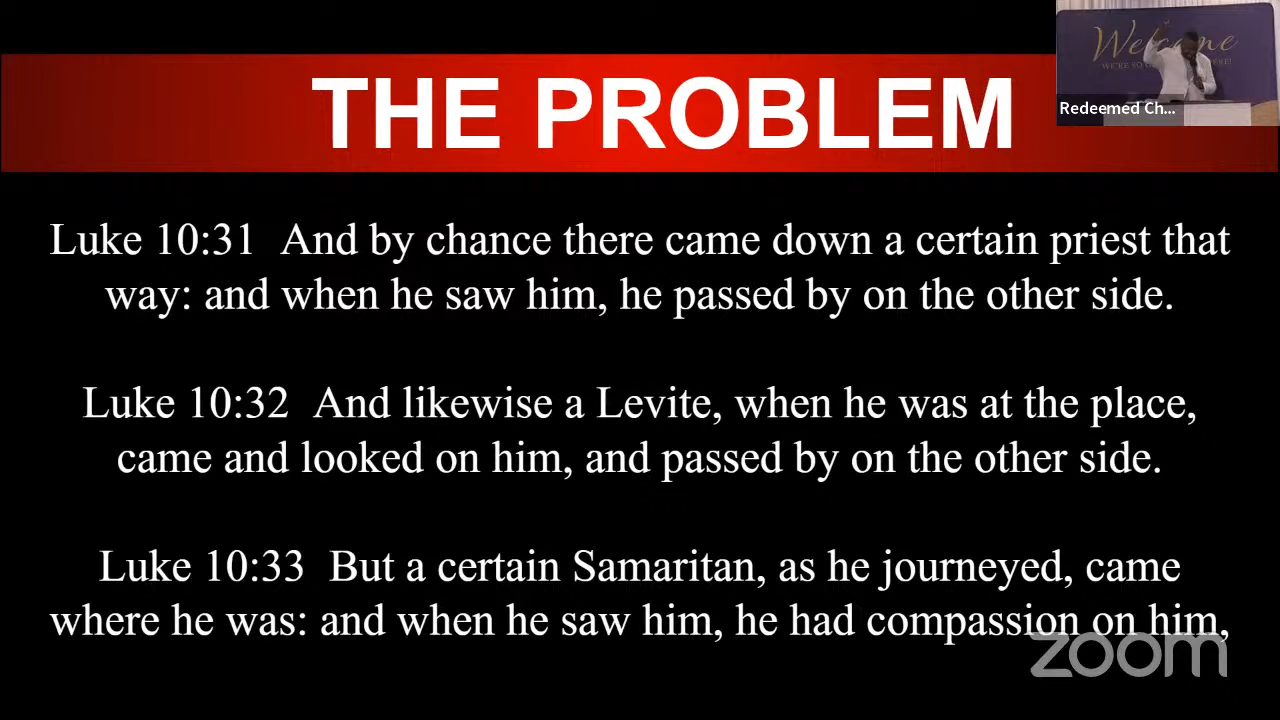 Welcome
THE PROBLEM
Redeemed Ch...
Luke 10:31 And by chance there came down a certain priest that
way: and when he saw him, he passed by on the other side.
Luke 10:32 And likewise a Levite, when he was at the place,
came and looked on him, and passed by on the other side.
Luke 10:33 But a certain Samaritan, as he journeyed, came
where he was: and when he saw him, he had compassion on him,
zoom